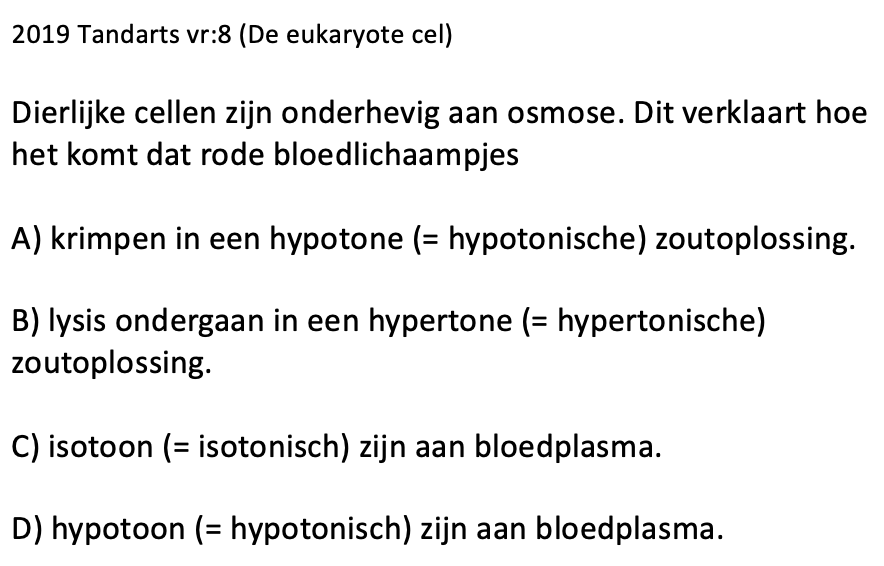 2019 Tandarts vr:8 (De eukaryote cel)
Dierlijke cellen zijn onderhevig aan osmose. Dit verklaart hoe
het komt dat rode bloedlichaampjes
A) krimpen in een hypotone (= hypotonische) zoutoplossing.
B) lysis ondergaan in een hypertone (= hypertonische)
zoutoplossing.
C) isotoon (= isotonisch) zijn aan bloedplasma.
D) hypotoon (= hypotonisch) zijn aan bloedplasma.